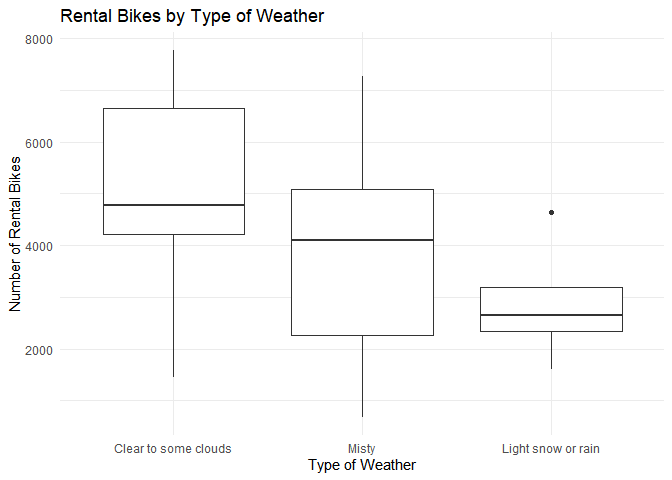 Rental Bikes by Type of Weather
8000
6000
4000
2000
Number of Rental Bikes
Clear to some clouds
Misty
Light snow or rain
Type of Weather